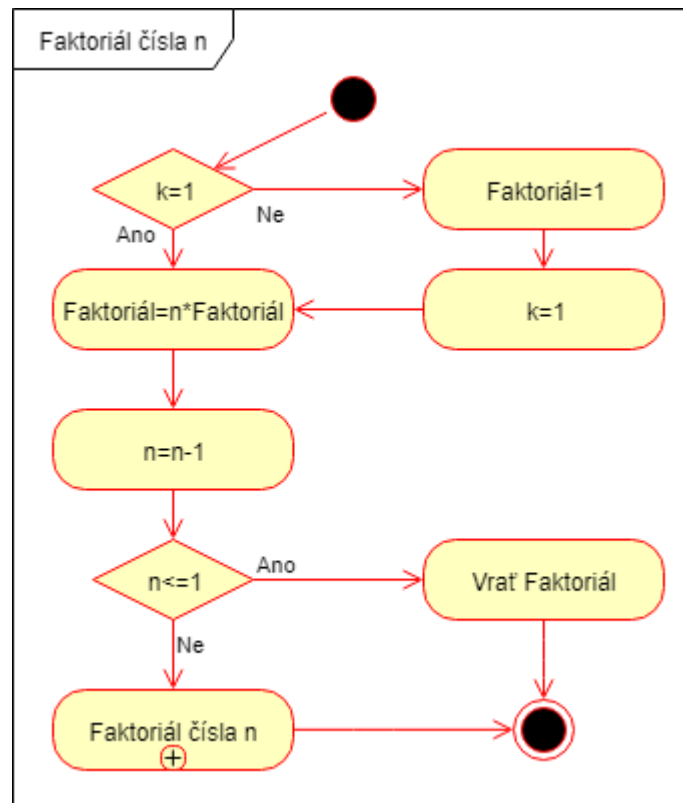 Faktoriál čísla n
k=1
Ne
Faktoriál=1
Ano
Faktoriál=n*Faktoriál
k=1
n=n-1
n<=1
Ano
Vrať Faktoriál
Ne
Faktoriál čísla n
+